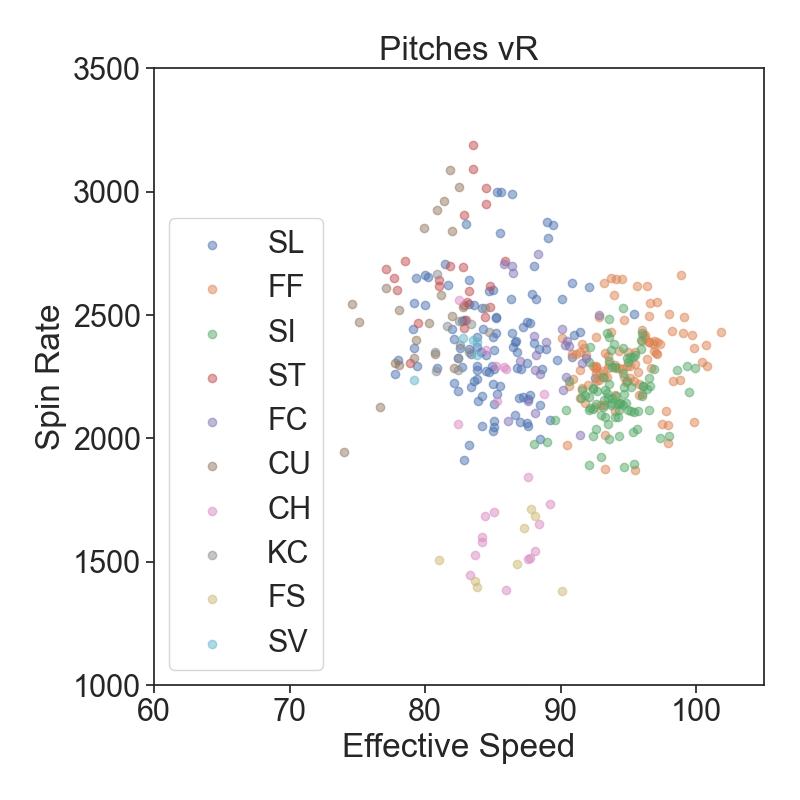 Pitches vR
3500
3000
2500
2000
1500
1000
Spin Rate
SL
FF
SI
ST
FC
CU
CH
KC
FS
SV
60 70 80 90 100
Effective Speed